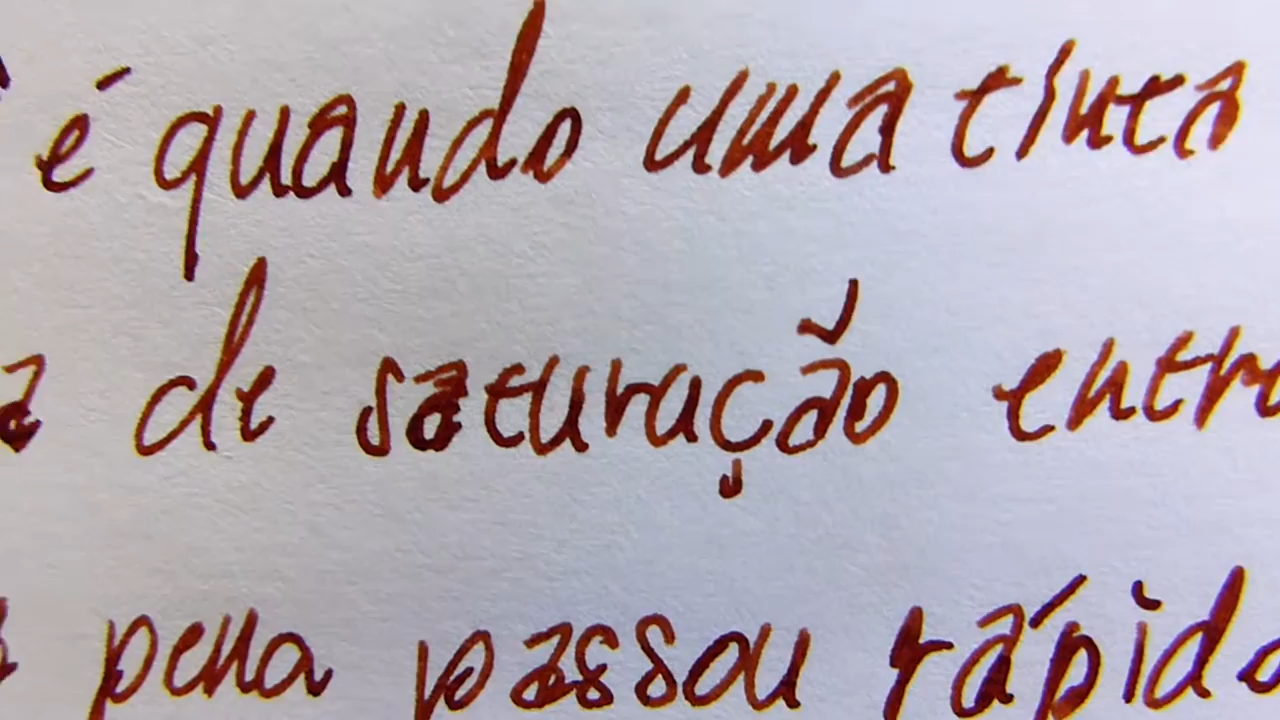 é quando uma tinta
de saturação entre
pena passou rápido